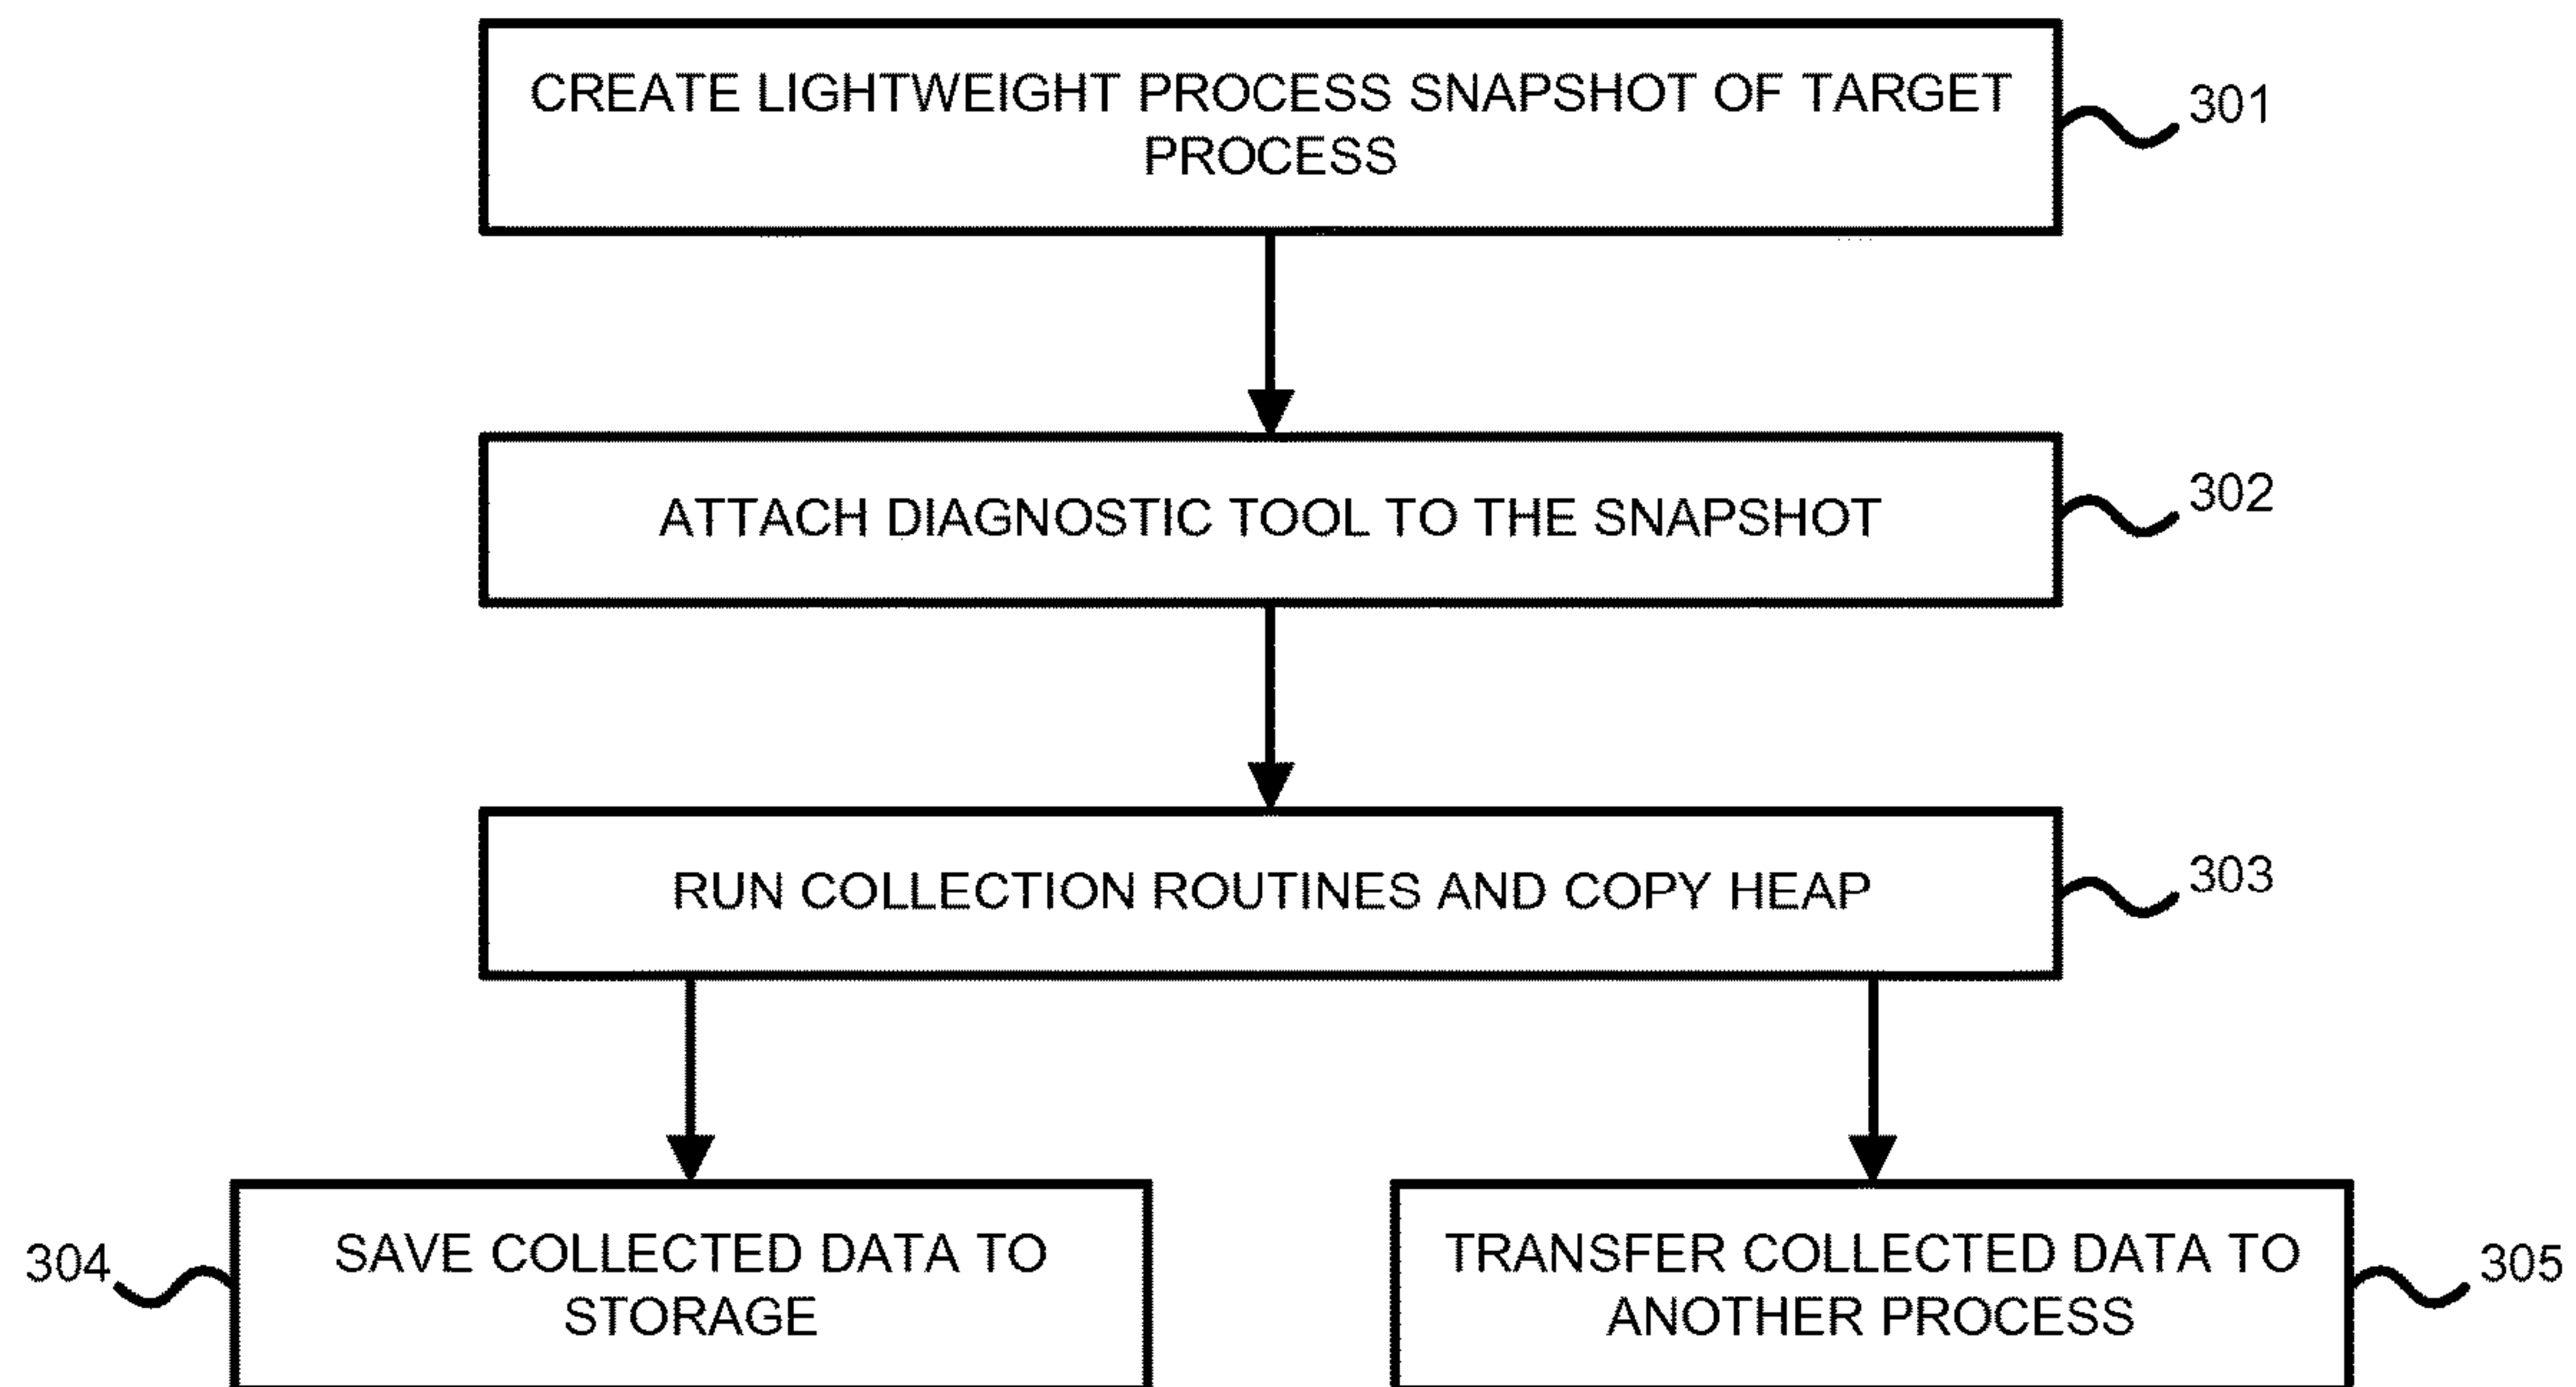 CREATE LIGHTWEIGHT PROCESS SNAPSHOT OF TARGET
PROCESS
301
ATTACH DIAGNOSTIC TOOL TO THE SNAPSHOT
302
RUN COLLECTION ROUTINES AND COPY HEAP
303
304
SAVE COLLECTED DATA TO
STORAGE
TRANSFER COLLECTED DATA TO
ANOTHER PROCESS
305